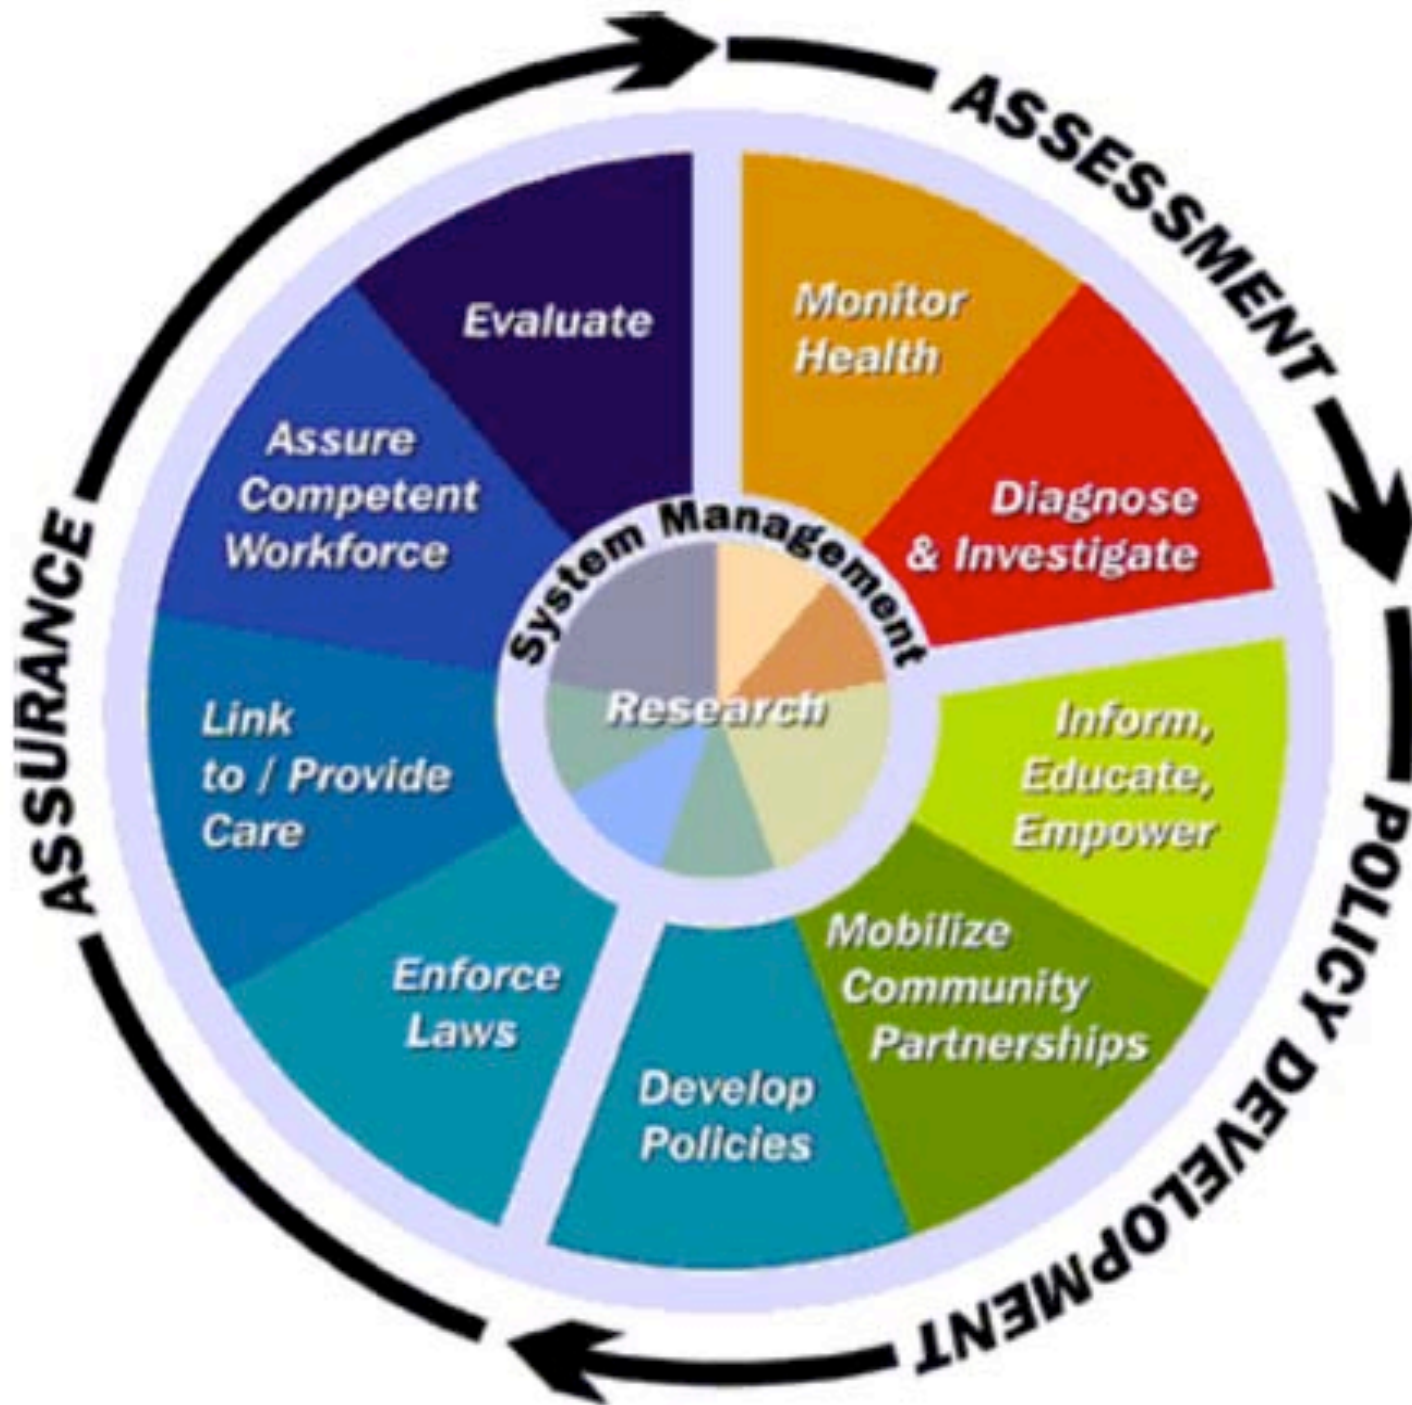 ASSESSMENT
POLICY DEVELOPMENT
ASSURANCE
Monitor
Health
Diagnose
& Investigate
Inform,
Educate,
Empower
Mobilize
Community
Partnerships
Develop
Policies
Enforce
Laws
Link
to / Provide
Care
Assure
Competent
Workforce
Evaluate
System Management
Research